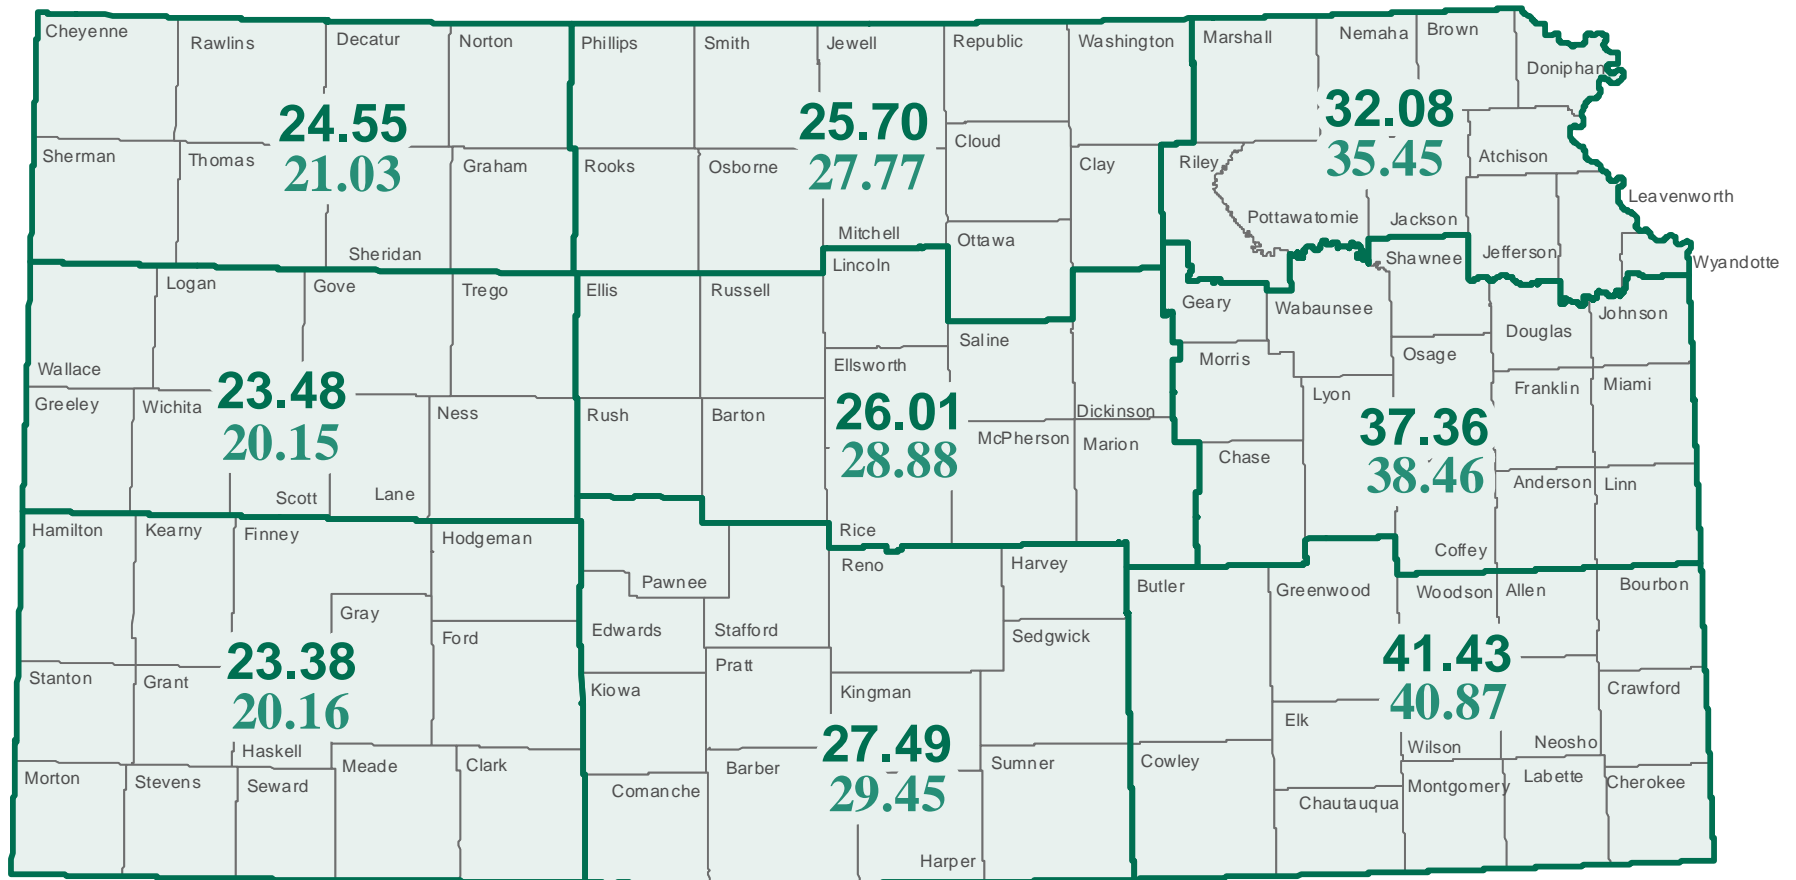 Cheyenne
Rawlins
Decatur
Norton
Phillips
Smith
Jewell
Republic
Washington
Marshall
Nemaha
Brown
Doniphan
24.55
21.03
25.70
27.77
32.08
35.45
Sherman
Thomas
Graham
Rooks
Osborne
Cloud
Clay
Riley
Atchison
Leavenworth
Sheridan
Mitchell
Ottawa
Pottawatomie
Jackson
Jefferson
Shawnee
Wyandotte
Lincoln
Logan
Gove
Trego
Ellis
Russell
Geary
Wabaunsee
Douglas
Johnson
Saline
Wallace
Ellsworth
Morris
Osage
Greeley
Wichita
23.48
20.15
Ness
Rush
Barton
26.01
28.88
Dickinson
McPherson
Marion
Lyon
Franklin
Miami
37.36
38.46
Chase
Anderson
Linn
Scott
Lane
Rice
Coffey
Hamilton
Kearny
Finney
Hodgeman
Pawnee
Reno
Harvey
Butler
Greenwood
Woodson
Allen
Bourbon
Gray
Ford
Edwards
Stafford
Sedgwick
23.38
20.16
41.43
40.87
Stanton
Grant
Kiowa
Pratt
Kingman
Elk
Crawford
Haskell
27.49
29.45
Wilson
Neosho
Morton
Stevens
Seward
Meade
Clark
Comanche
Barber
Sumner
Cowley
Chautauqua
Montgomery
Labette
Cherokee
Harper